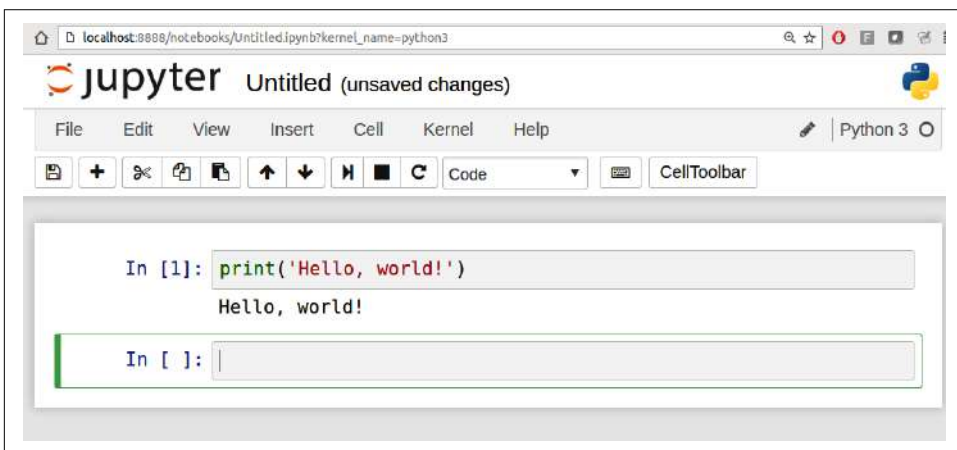 localhost:8888/notebooks/Untitled.ipynb?kernel_name=python3
jupyter Untitled (unsaved changes)
File Edit View Insert Cell Kernel Help Python 3
Code CellToolbar
In [1]: print('Hello, world!')
Hello, world!
In [ ]: